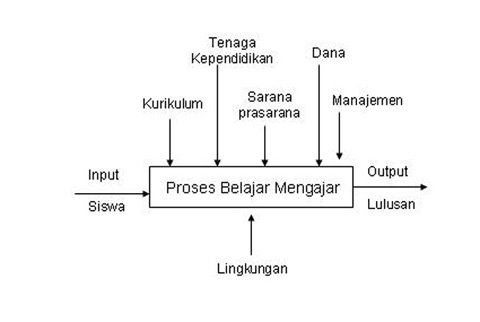 Tenaga
Kependidikan
Dana
Kurikulum
Sarana
prasarana
Manajemen
Input
Siswa
Proses Belajar Mengajar
Output
Lulusan
Lingkungan